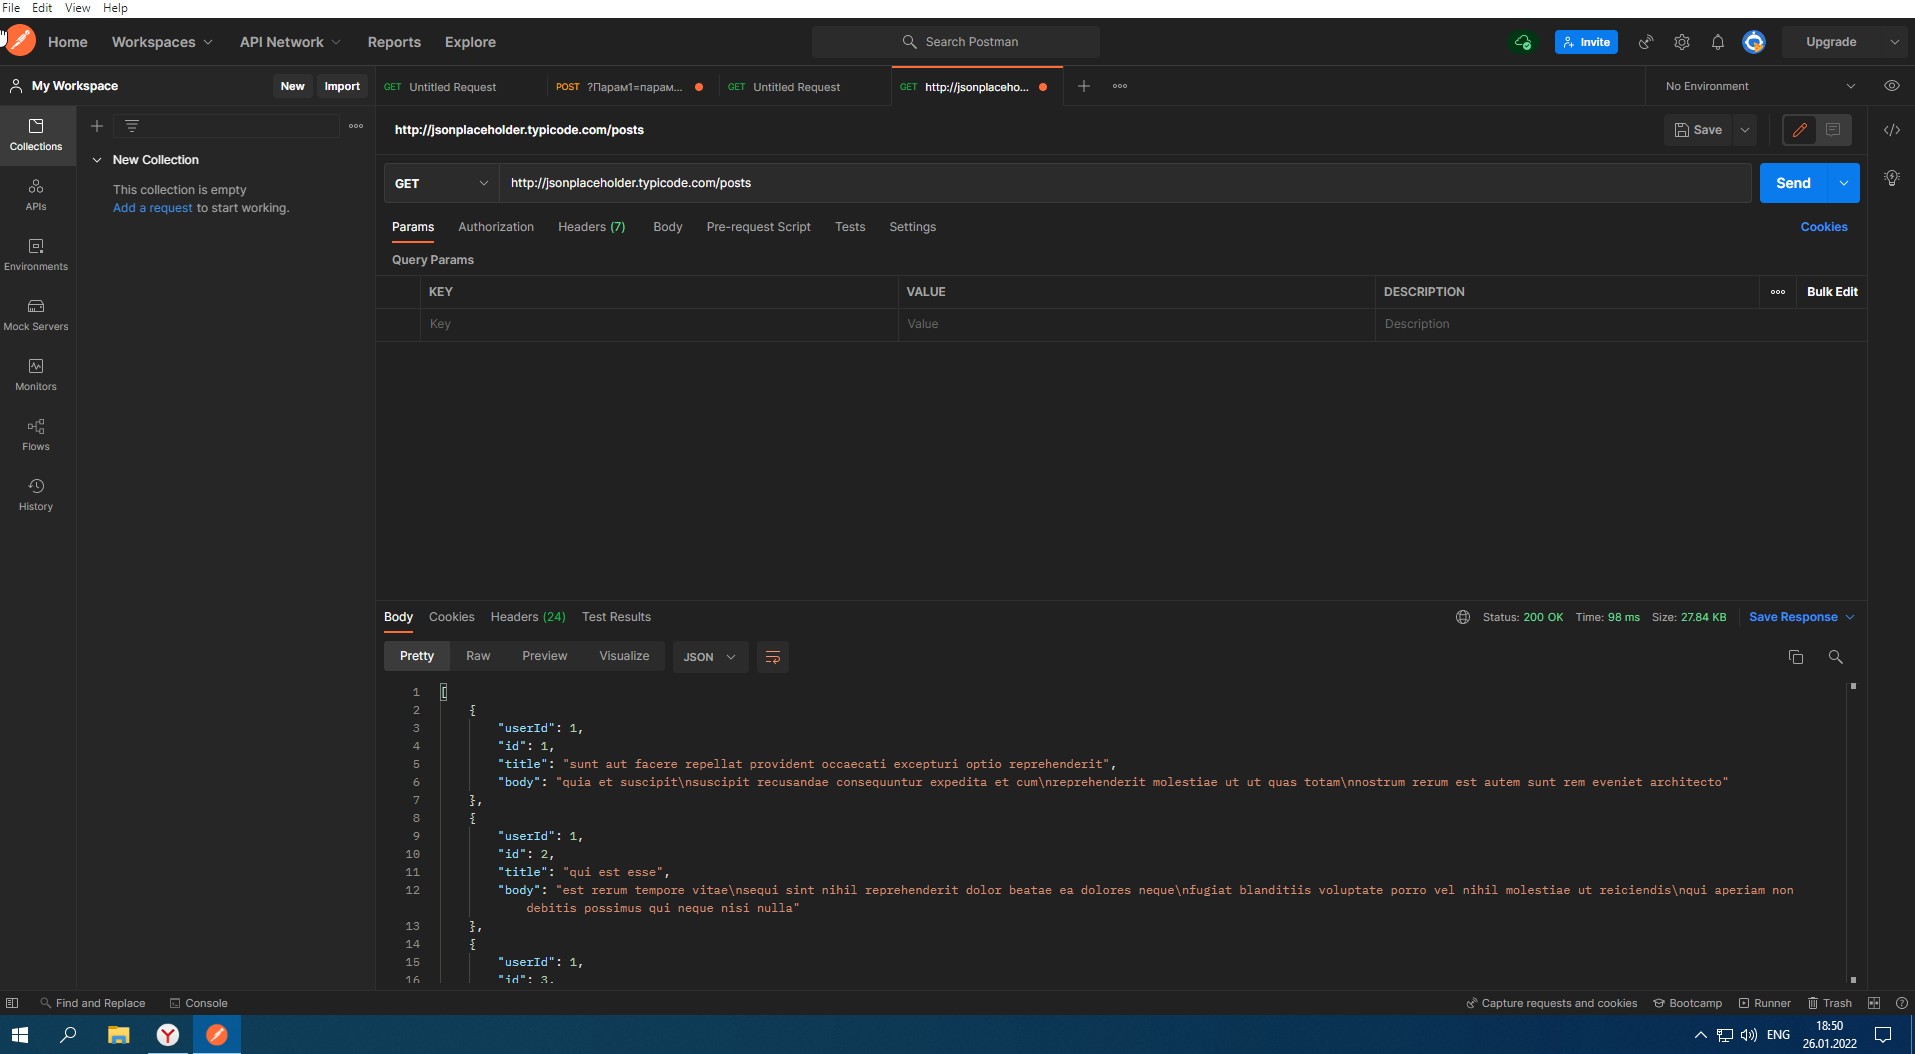 File Edit View Help
Home Workspaces API Network Reports Explore Search Postman Invite Upgrade
My Workspace New Import GET Untitled Request POST ?Парам1=парам... GET Untitled Request GET http://jsonplaceho... No Environment
Collections
APIs
Environments
Mock Servers
Monitors
Flows
History
New Collection
This collection is empty
Add a request to start working.
http://jsonplaceholder.typicode.com/posts Save
GET http://jsonplaceholder.typicode.com/posts Send
Params Authorization Headers (7) Body Pre-request Script Tests Settings Cookies
Query Params
KEY VALUE DESCRIPTION Bulk Edit
Key Value Description
Body Cookies Headers (24) Test Results Status: 200 OK Time: 98 ms Size: 27.84 KB Save Response
Pretty Raw Preview Visualize JSON
1 [
2 {
3 "userId": 1,
4 "id": 1,
5 "title": "sunt aut facere repellat provident occaecati excepturi optio reprehenderit",
6 "body": "quia et suscipit\nsuscipit recusandae consequuntur expedita et cum\nreprehenderit molestiae ut ut quas totam\nnostrum rerum est autem sunt rem eveniet architecto"
7 },
8 {
9 "userId": 1,
10 "id": 2,
11 "title": "qui est esse",
12 "body": "est rerum tempore vitae\nsequi sint nihil reprehenderit dolor beatae ea dolores neque\nfugiat blanditiis voluptate porro vel nihil molestiae ut reiciendis\nqui aperiam non
debitis possimus qui neque nisi nulla"
13 },
14 {
15 "userId": 1,
16 "id": 3,
Find and Replace Console Capture requests and cookies Bootcamp Runner Trash
ENG 18:50
26.01.2022